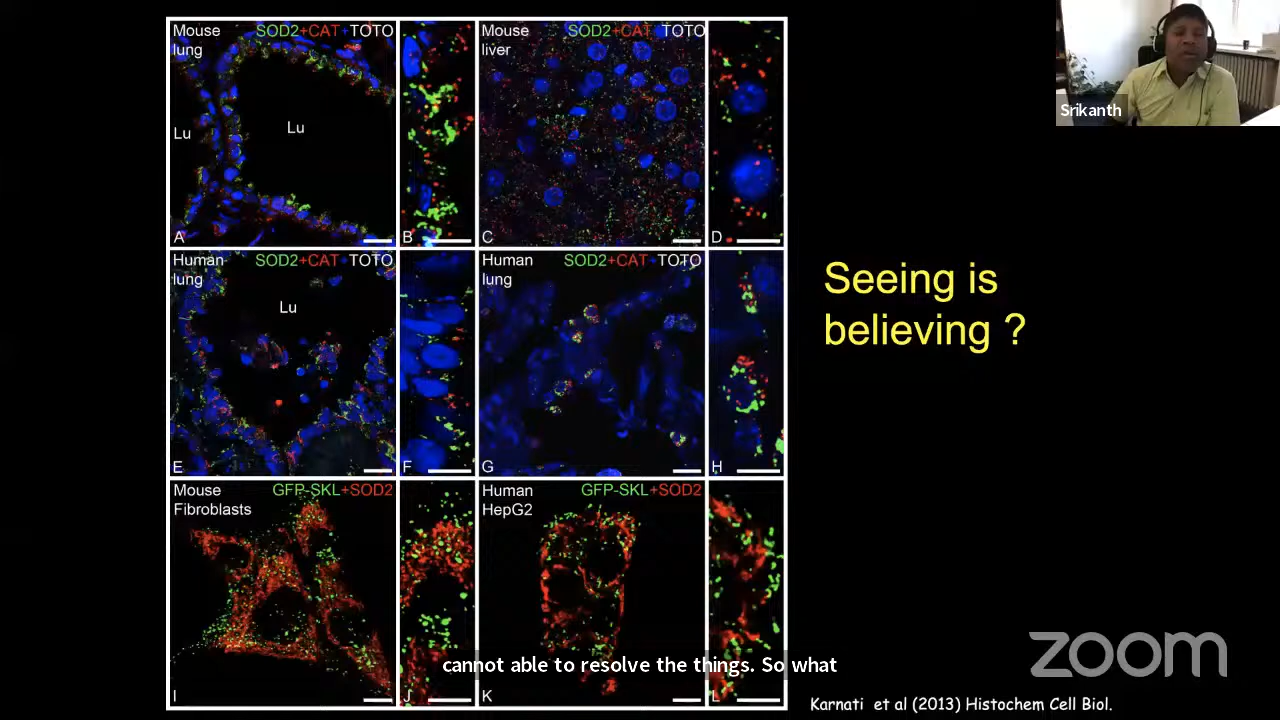 Mouse
lung
SOD2+CAT+TOTO
Lu
Lu
A
B
Mouse
liver
SOD2+CAT+TOTO
C
D
Human
lung
SOD2+CAT+TOTO
Lu
E
F
Human
lung
SOD2+CAT+TOTO
G
H
Mouse
Fibroblasts
GFP-SKL+SOD2
I
J
Human
HepG2
GFP-SKL+SOD2
K
L
Seeing is
believing ?
Srikanth
cannot able to resolve the things. So what
zoom
Karnati et al (2013) Histochem Cell Biol.